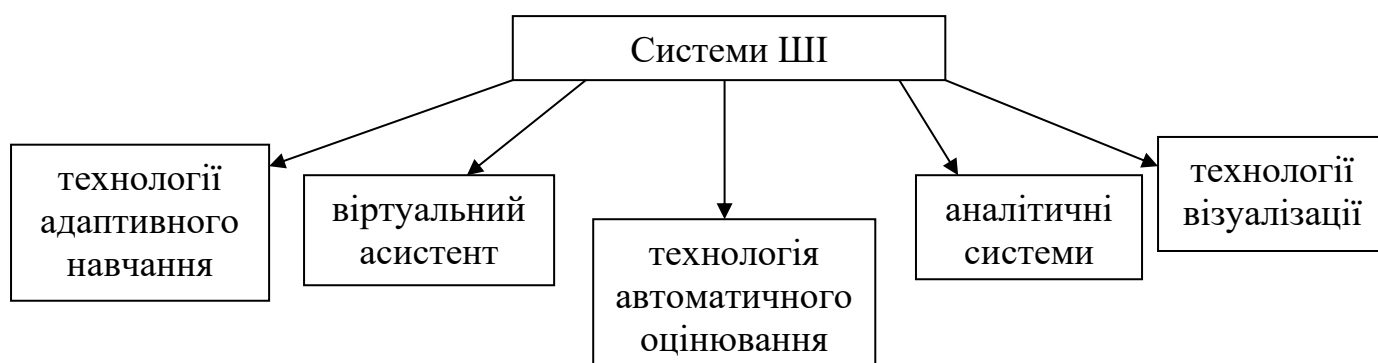 Системи ШІ
технології
адаптивного
навчання
віртуальний
асистент
технологія
автоматичного
оцінювання
аналітичні
системи
технології
візуалізації